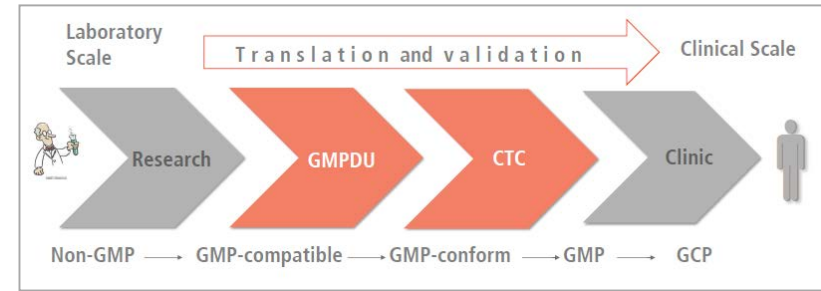 Laboratory
Scale
Translation and validation
Clinical Scale
Research
GMPDU
CTC
Clinic
Non-GMP → GMP-compatible → GMP-conform → GMP → GCP